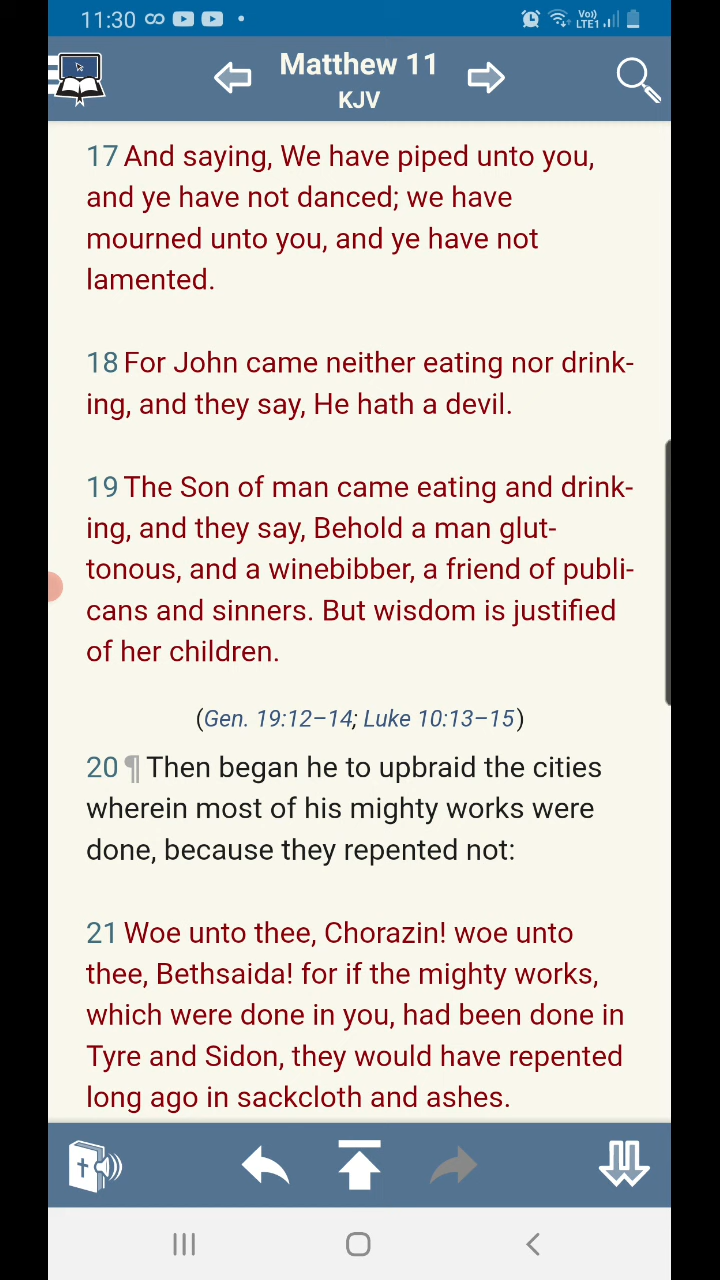 11:30
Vo))
LTE1
Matthew 11
KJV
17 And saying, We have piped unto you,
and ye have not danced; we have
mourned unto you, and ye have not
lamented.
18 For John came neither eating nor drink-
ing, and they say, He hath a devil.
19 The Son of man came eating and drink-
ing, and they say, Behold a man glut-
tonous, and a winebibber, a friend of publi-
cans and sinners. But wisdom is justified
of her children.
(Gen. 19:12–14; Luke 10:13–15)
20 ¶ Then began he to upbraid the cities
wherein most of his mighty works were
done, because they repented not:
21 Woe unto thee, Chorazin! woe unto
thee, Bethsaida! for if the mighty works,
which were done in you, had been done in
Tyre and Sidon, they would have repented
long ago in sackcloth and ashes.